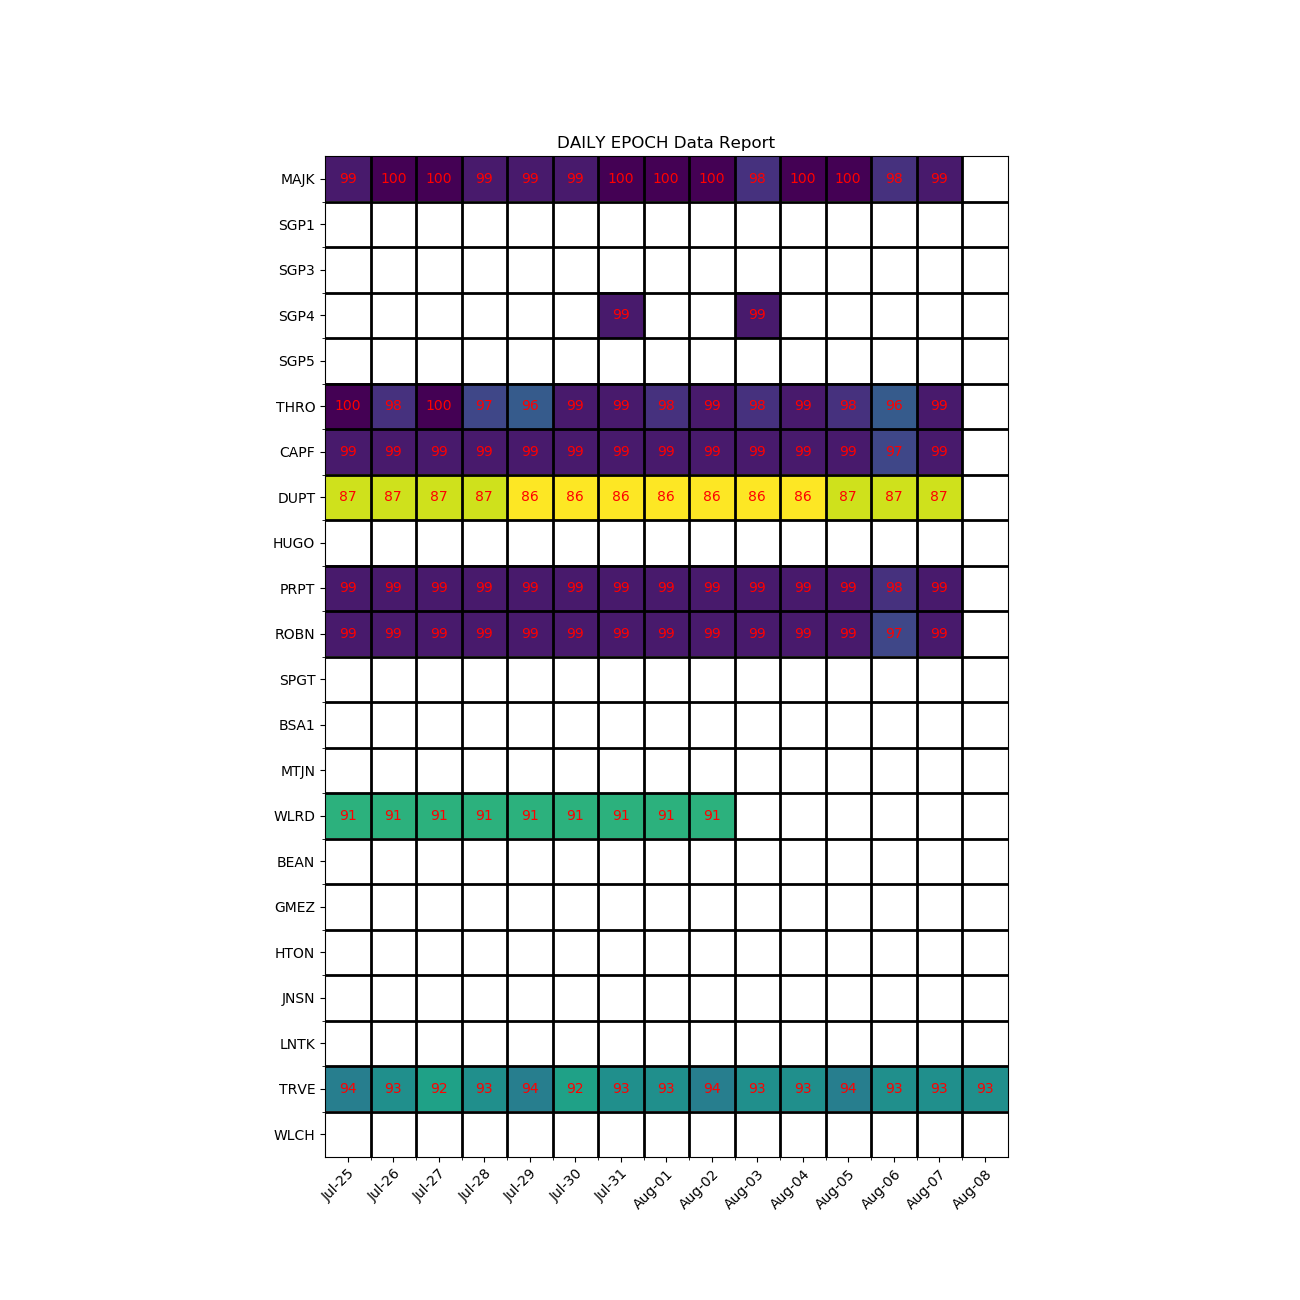 DAILY EPOCH Data Report
MAJK 99 100 100 99 99 99 100 100 100 98 100 100 98 99
SGP1
SGP3
SGP4 99 99
SGP5
THRO 100 98 100 97 96 99 99 98 99 98 99 98 96 99
CAPF 99 99 99 99 99 99 99 99 99 99 99 99 97 99
DUPT 87 87 87 87 86 86 86 86 86 86 86 87 87 87
HUGO
PRPT 99 99 99 99 99 99 99 99 99 99 99 99 98 99
ROBN 99 99 99 99 99 99 99 99 99 99 99 99 97 99
SPGT
BSA1
MTJN
WLRD 91 91 91 91 91 91 91 91 91
BEAN
GMEZ
HTON
JNSN
LNTK
TRVE 94 93 92 93 94 92 93 93 94 93 93 94 93 93 93
WLCH
Jul-25 Jul-26 Jul-27 Jul-28 Jul-29 Jul-30 Jul-31 Aug-01 Aug-02 Aug-03 Aug-04 Aug-05 Aug-06 Aug-07 Aug-08